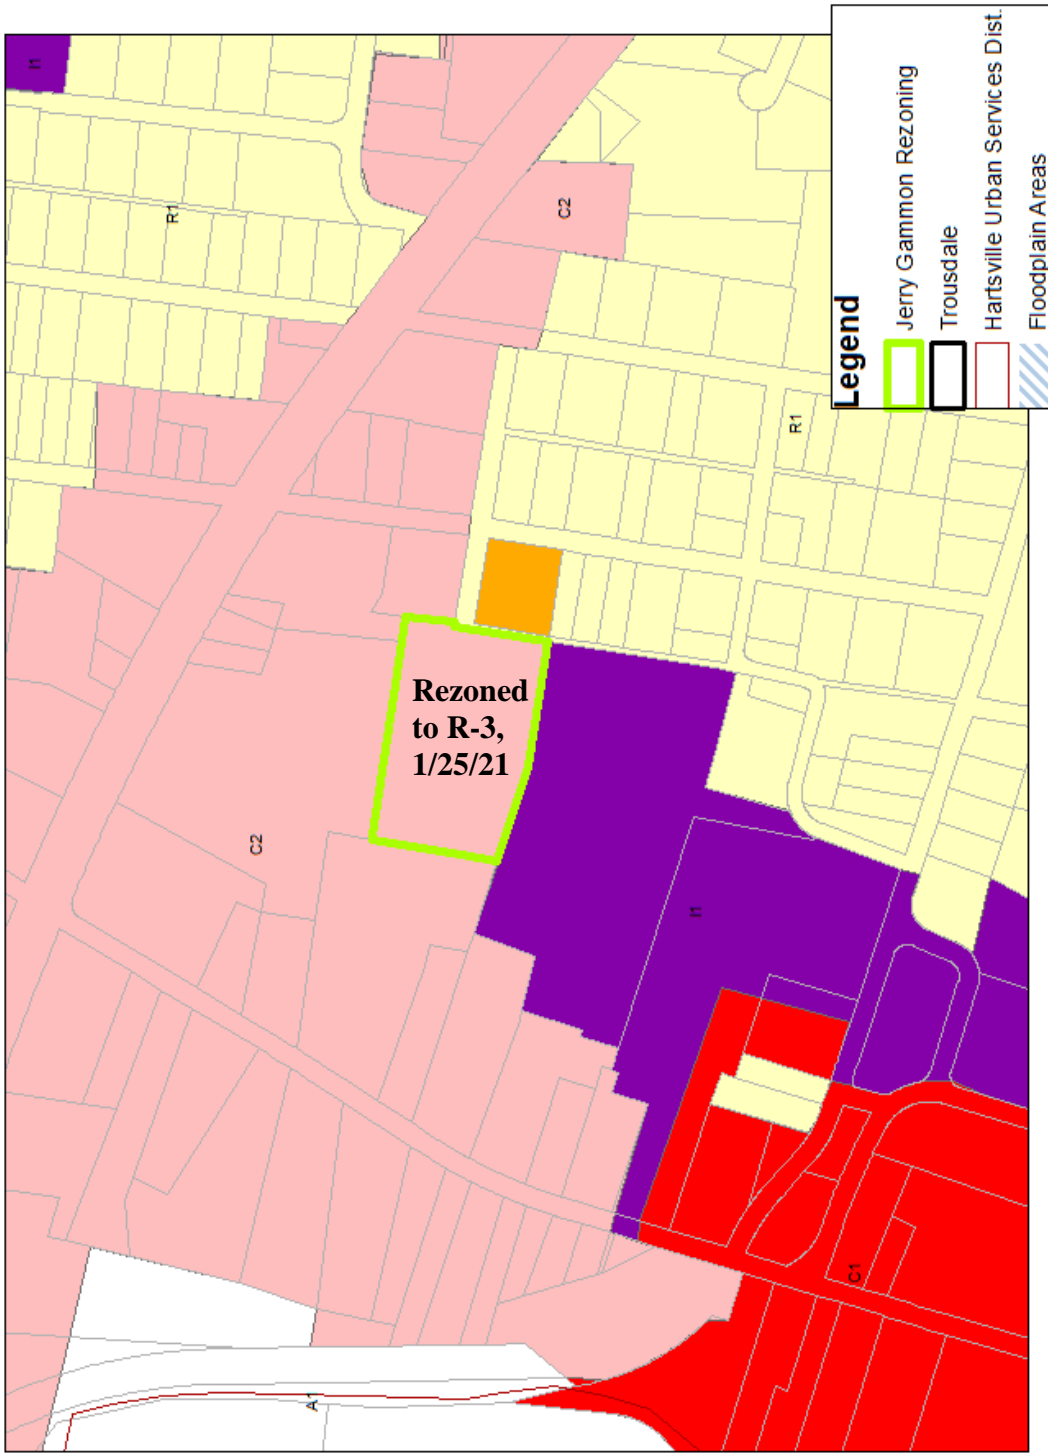 I1
R1
C2
R1
C2
Rezoned
to R-3,
1/25/21
I1
A1
C1
Legend
Jerry Gammon Rezoning
Trousdale
Hartsville Urban Services Dist.
Floodplain Areas